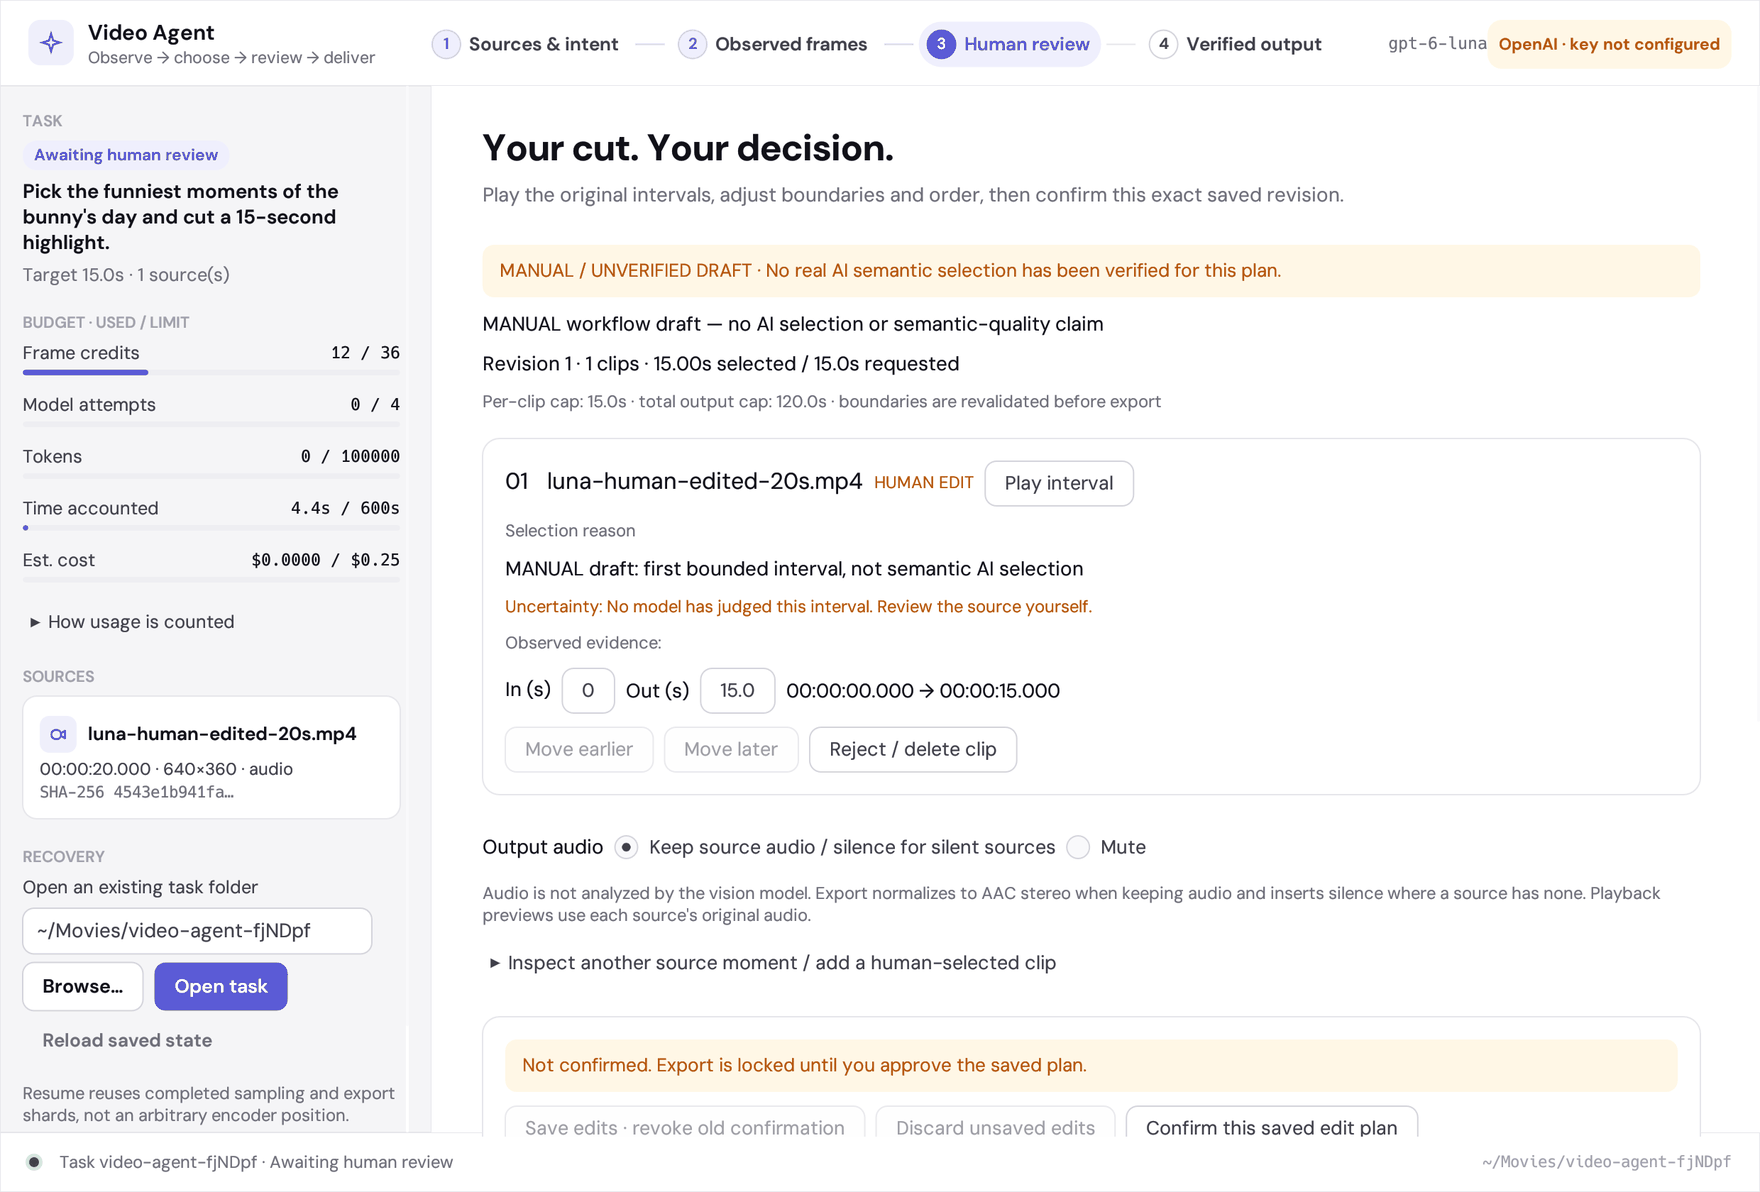 Video Agent
Observe → choose → review → deliver
1 Sources & intent
2 Observed frames
3 Human review
4 Verified output
gpt-6-luna
OpenAI · key not configured
TASK
Awaiting human review
Pick the funniest moments of the
bunny's day and cut a 15-second
highlight.
Target 15.0s · 1 source(s)
BUDGET · USED / LIMIT
Frame credits 12 / 36
Model attempts 0 / 4
Tokens 0 / 100000
Time accounted 4.4s / 600s
Est. cost $0.0000 / $0.25
▸ How usage is counted
SOURCES
luna-human-edited-20s.mp4
00:00:20.000 · 640×360 · audio
SHA-256 4543e1b941fa…
RECOVERY
Open an existing task folder
~/Movies/video-agent-fjNDpf
Browse…
Open task
Reload saved state
Resume reuses completed sampling and export
shards, not an arbitrary encoder position.
Your cut. Your decision.
Play the original intervals, adjust boundaries and order, then confirm this exact saved revision.
MANUAL / UNVERIFIED DRAFT · No real AI semantic selection has been verified for this plan.
MANUAL workflow draft — no AI selection or semantic-quality claim
Revision 1 · 1 clips · 15.00s selected / 15.0s requested
Per-clip cap: 15.0s · total output cap: 120.0s · boundaries are revalidated before export
01 luna-human-edited-20s.mp4 HUMAN EDIT Play interval
Selection reason
MANUAL draft: first bounded interval, not semantic AI selection
Uncertainty: No model has judged this interval. Review the source yourself.
Observed evidence:
In (s) 0 Out (s) 15.0 00:00:00.000 → 00:00:15.000
Move earlier Move later Reject / delete clip
Output audio Keep source audio / silence for silent sources Mute
Audio is not analyzed by the vision model. Export normalizes to AAC stereo when keeping audio and inserts silence where a source has none. Playback
previews use each source's original audio.
▸ Inspect another source moment / add a human-selected clip
Not confirmed. Export is locked until you approve the saved plan.
Save edits · revoke old confirmation Discard unsaved edits Confirm this saved edit plan
Task video-agent-fjNDpf · Awaiting human review
~/Movies/video-agent-fjNDpf